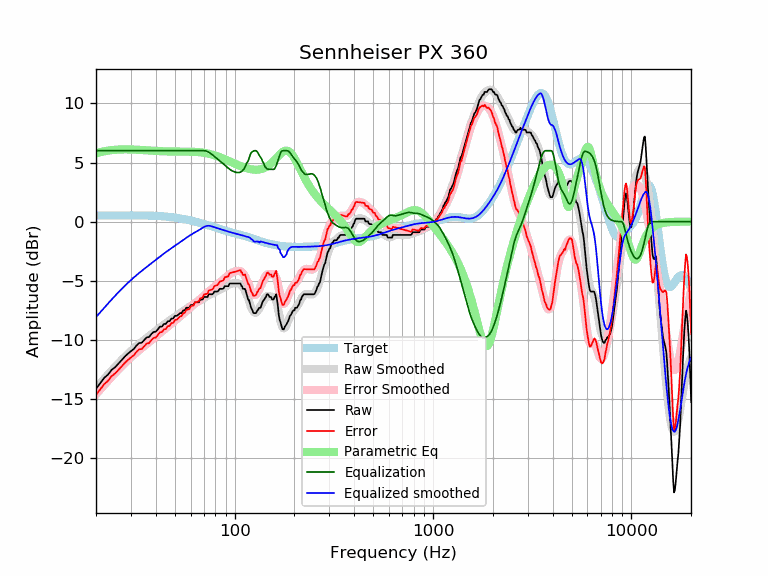 Sennheiser PX 360
10
5
0
−5
−10
−15
−20
Amplitude (dBr)
Target
Raw Smoothed
Error Smoothed
Raw
Error
Parametric Eq
Equalization
Equalized smoothed
100
1000
10000
Frequency (Hz)